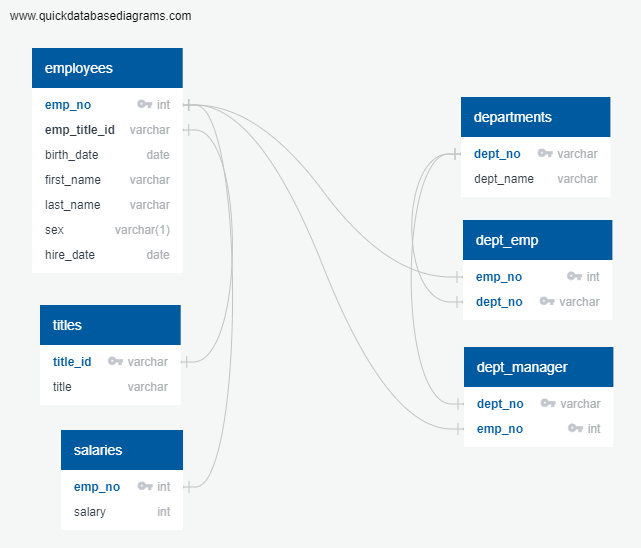 www.quickdatabasediagrams.com
employees
emp_no int
emp_title_id varchar
birth_date date
first_name varchar
last_name varchar
sex varchar(1)
hire_date date
titles
title_id varchar
title varchar
salaries
emp_no int
salary int
departments
dept_no varchar
dept_name varchar
dept_emp
emp_no int
dept_no varchar
dept_manager
dept_no varchar
emp_no int